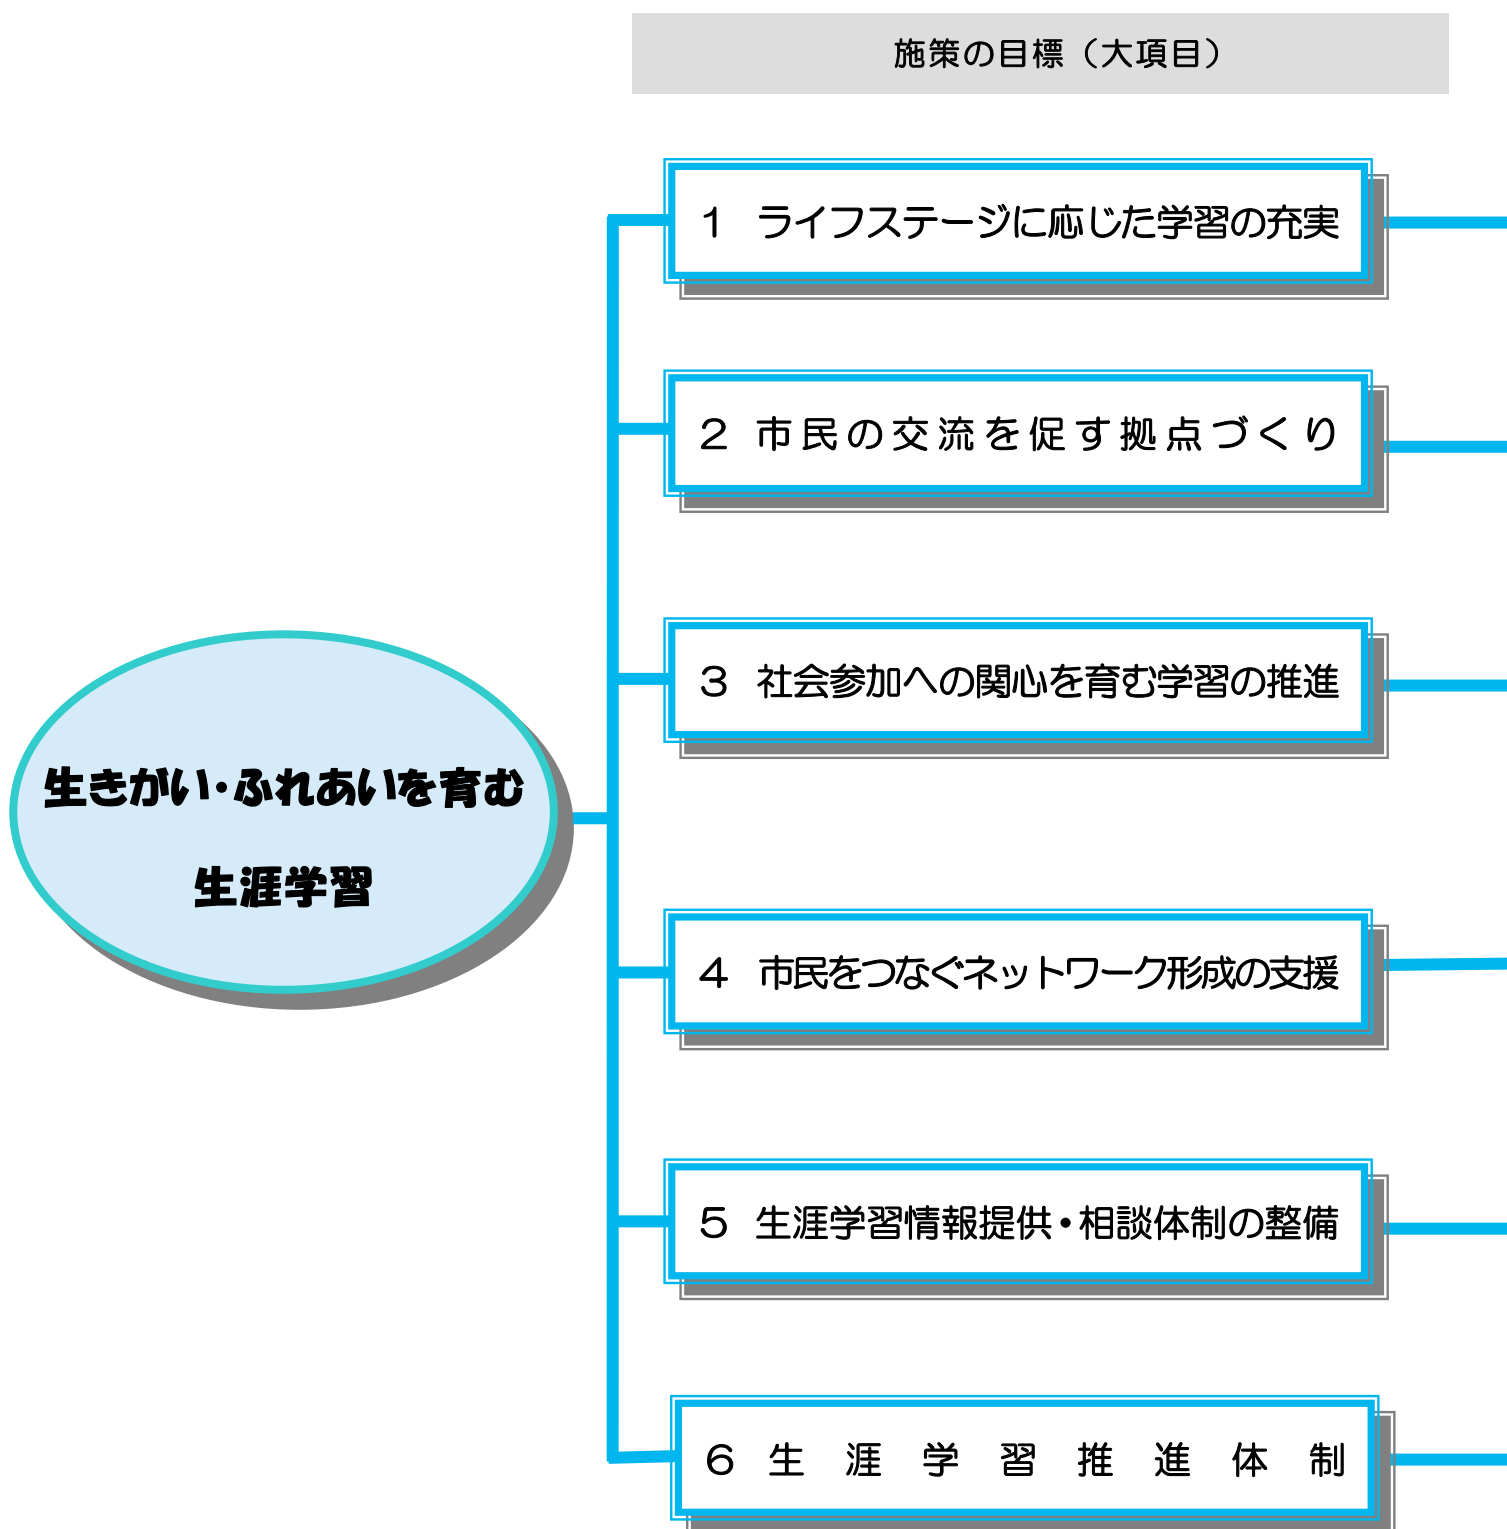 施策の目標（大項目）
１　ライフステージに応じた学習の充実
２　市民の交流を促す拠点づくり
３　社会参加への関心を育む学習の推進
生きがい・ふれあいを育む
生涯学習
４　市民をつなぐネットワーク形成の支援
５　生涯学習情報提供・相談体制の整備
６　生涯学習推進体制